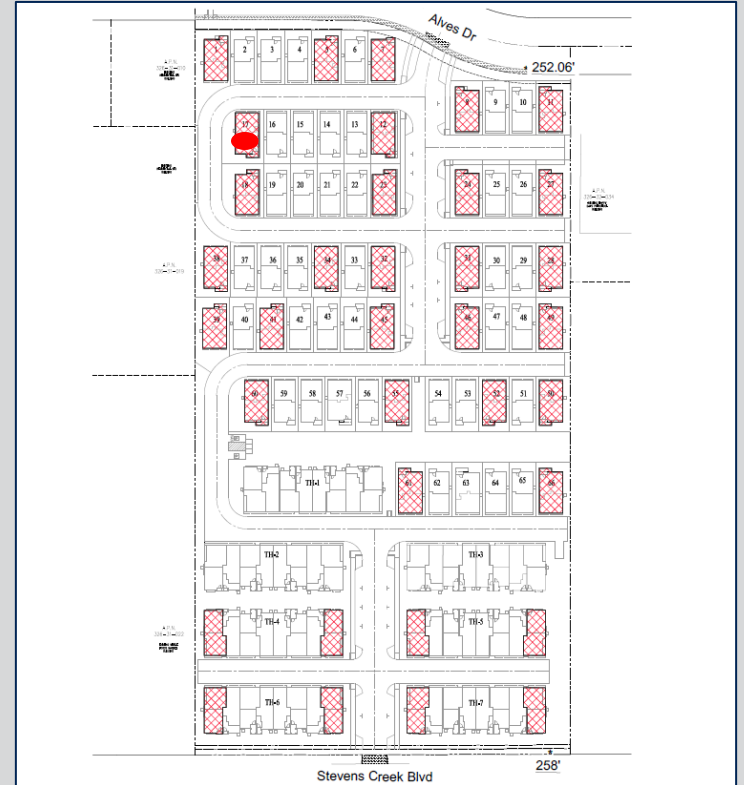 Alves Dr
252.06'
1 2 3 4 5 6 7
8 9 10 11
17 16 15 14 13 12
18 19 20 21 22 23
24 25 26 27
38 37 36 35 34 33 32
31 30 29 28
39 40 41 42 43 44 45
46 47 48 49
60 59 58 57 56 55 54 53 52 51 50
TH-1
61 62 63 64 65 66
TH-2
TH-3
TH-4
TH-5
TH-6
TH-7
258'
Stevens Creek Blvd